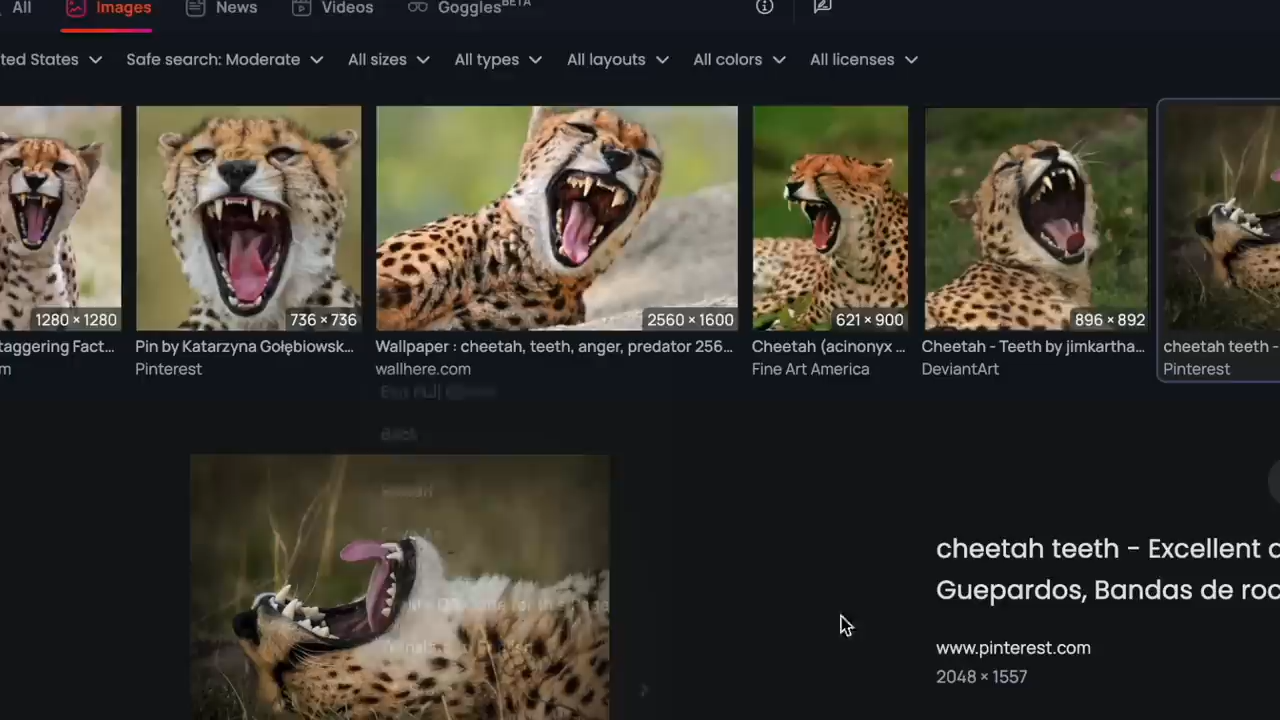 All Images News Videos Goggles BETA
ted States Safe search: Moderate All sizes All types All layouts All colors All licenses
1280 × 1280 736 × 736 2560 × 1600 621 × 900 896 × 892
taggering Fact... Pin by Katarzyna Gołębiowsk... Wallpaper : cheetah, teeth, anger, predator 256... Cheetah (acinonyx ... Cheetah - Teeth by jimkartha... cheetah teeth -
m Pinterest wallhere.com Fine Art America DeviantArt Pinterest
Back
cheetah teeth - Excellent
Guepardos, Bandas de roc
www.pinterest.com
2048 × 1557